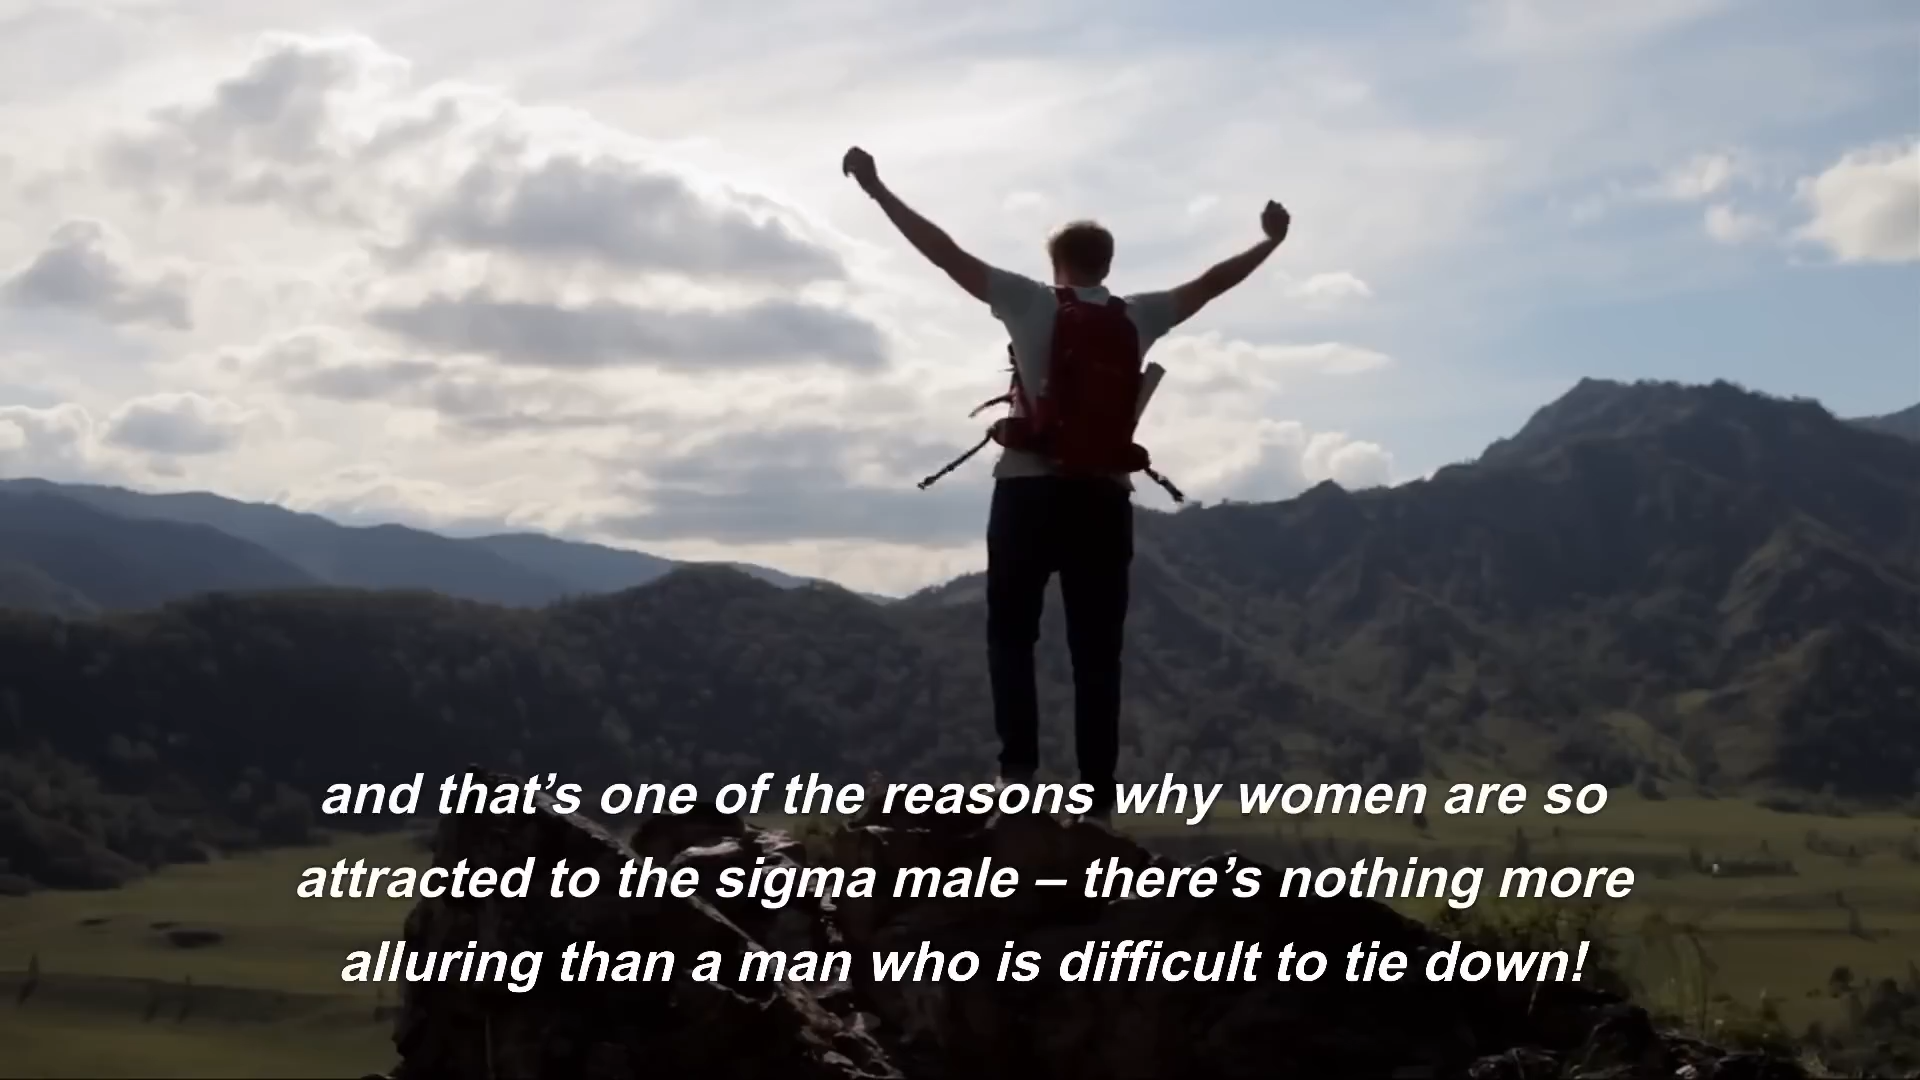 and that’s one of the reasons why women are so
attracted to the sigma male – there’s nothing more
alluring than a man who is difficult to tie down!